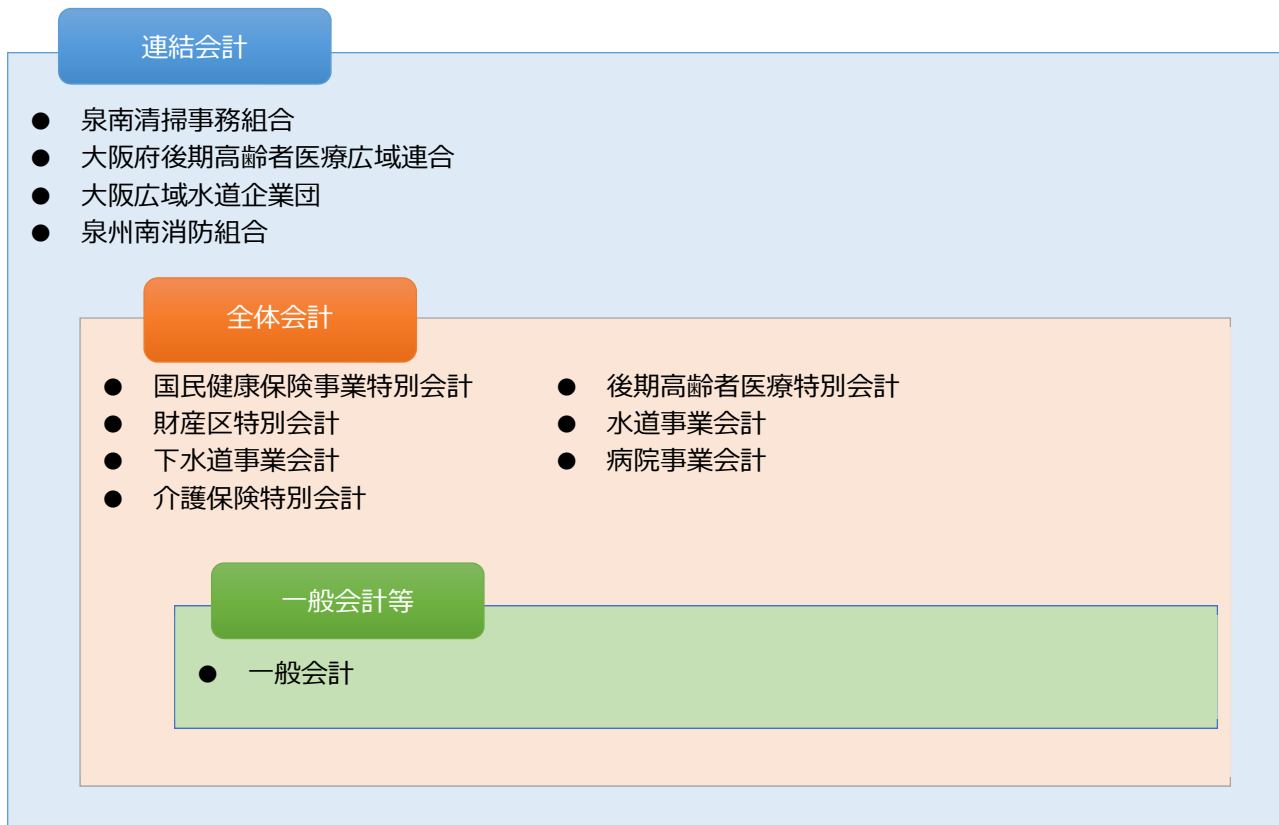 連結会計
● 泉南清掃事務組合
● 大阪府後期高齢者医療広域連合
● 大阪広域水道企業団
● 泉州南消防組合
全体会計
● 国民健康保険事業特別会計
● 財産区特別会計
● 下水道事業会計
● 介護保険特別会計
● 後期高齢者医療特別会計
● 水道事業会計
● 病院事業会計
一般会計等
● 一般会計